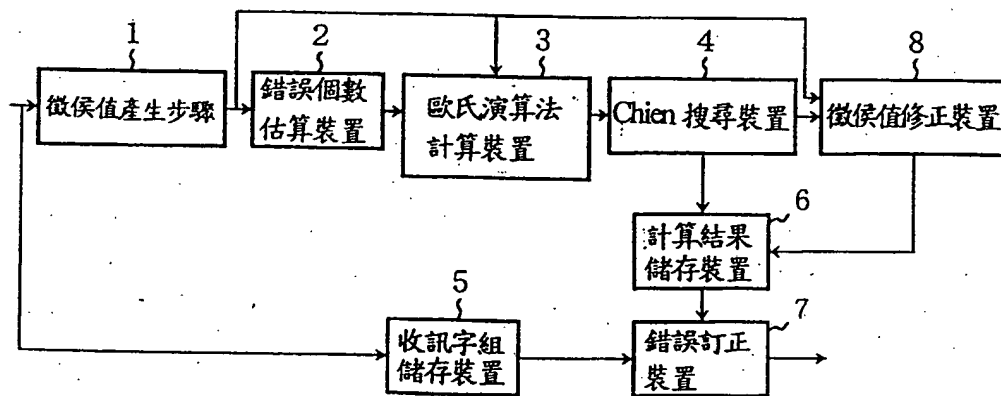 1
2
3
4
8
徵侯值產生步驟
錯誤個數
估算裝置
歐氏演算法
計算裝置
Chien 搜尋裝置
徵侯值修正裝置
6
計算結果
儲存裝置
5
7
收訊字組
儲存裝置
錯誤訂正
裝置